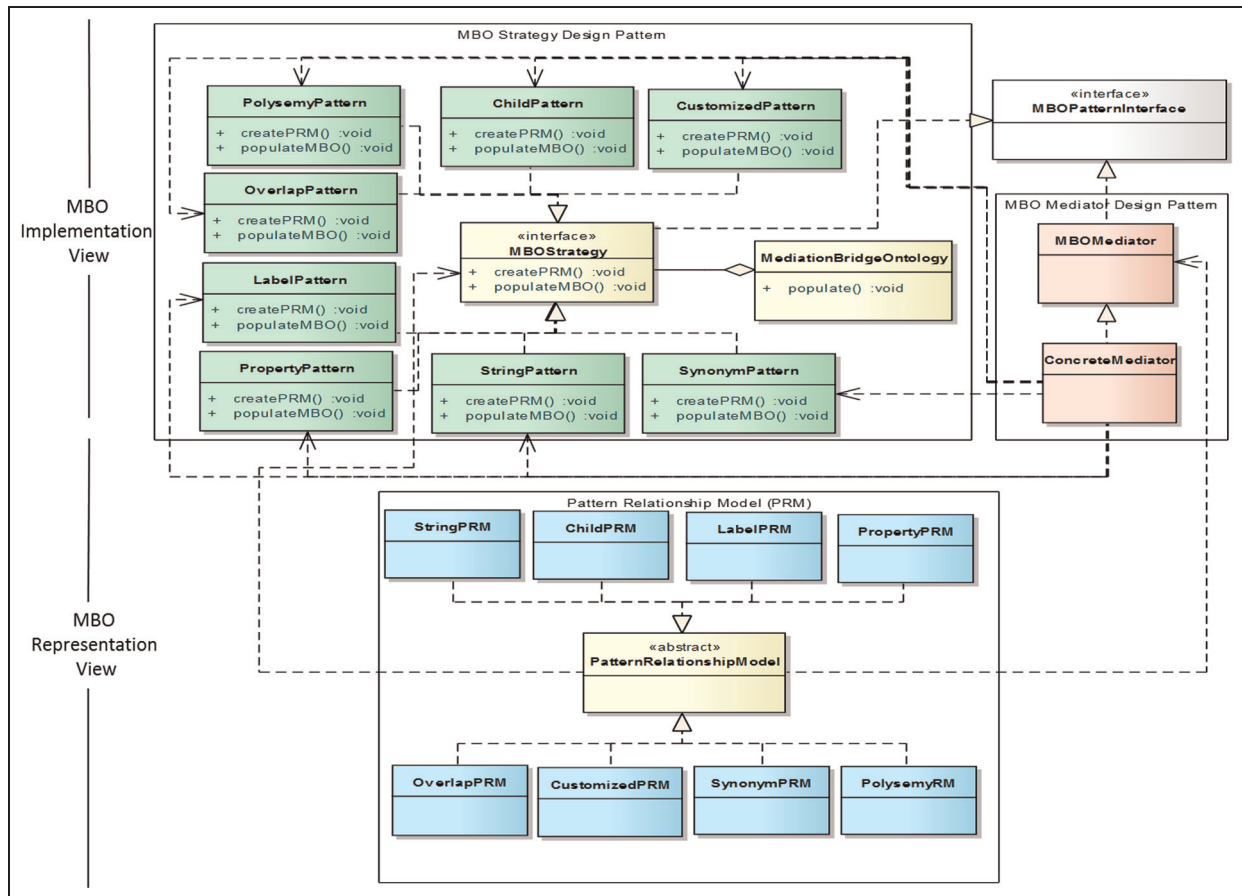 MBO Strategy Design Pattern
PolysemyPattern
+ createPRM() :void
+ populateMBO() :void
ChildPattern
+ createPRM() :void
+ populateMBO() :void
CustomizedPattern
+ createPRM() :void
+ populateMBO() :void
«interface»
MBOPatternInterface
MBO
Implementation
View
OverlapPattern
+ createPRM() :void
+ populateMBO() :void
MBO Mediator Design Pattern
«interface»
MBOStrategy
+ createPRM() :void
+ populateMBO() :void
MediationBridgeOntology
+ populate() :void
MBOMediator
LabelPattern
+ createPRM() :void
+ populateMBO() :void
PropertyPattern
+ createPRM() :void
+ populateMBO() :void
StringPattern
+ createPRM() :void
+ populateMBO() :void
SynonymPattern
+ createPRM() :void
+ populateMBO() :void
ConcreteMediator
Pattern Relationship Model (PRM)
StringPRM
ChildPRM
LabelPRM
PropertyPRM
MBO
Representation
View
«abstract»
PatternRelationshipModel
OverlapPRM
CustomizedPRM
SynonymPRM
PolysemyRM